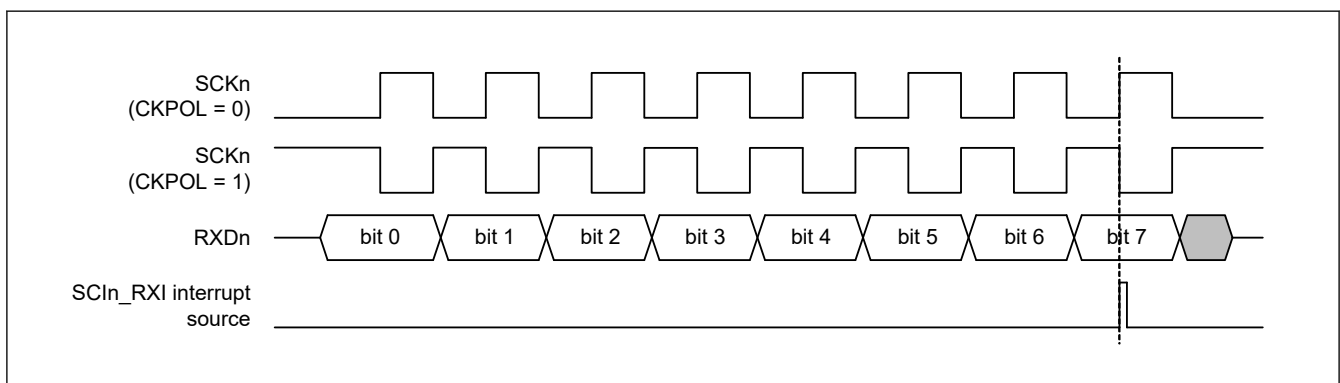 SCKn
(CKPOL = 0)
SCKn
(CKPOL = 1)
RXDn
bit 0 bit 1 bit 2 bit 3 bit 4 bit 5 bit 6 bit 7
SCIn_RXI interrupt
source